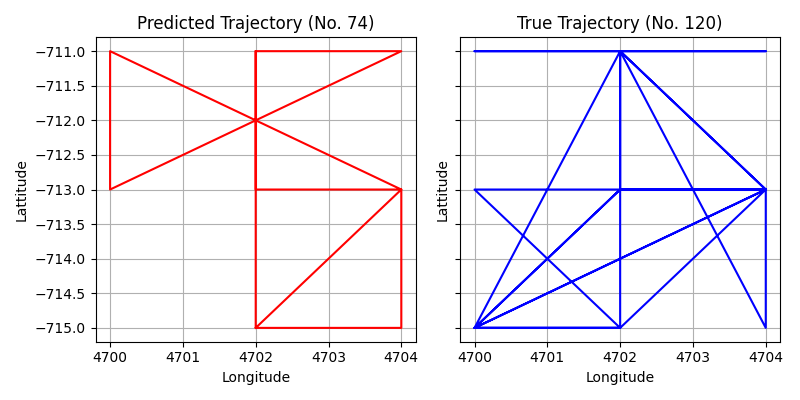 Predicted Trajectory (No. 74)
True Trajectory (No. 120)
−711.0
−711.5
−712.0
−712.5
−713.0
−713.5
−714.0
−714.5
−715.0
Lattitude
Lattitude
4700 4701 4702 4703 4704
4700 4701 4702 4703 4704
Longitude
Longitude